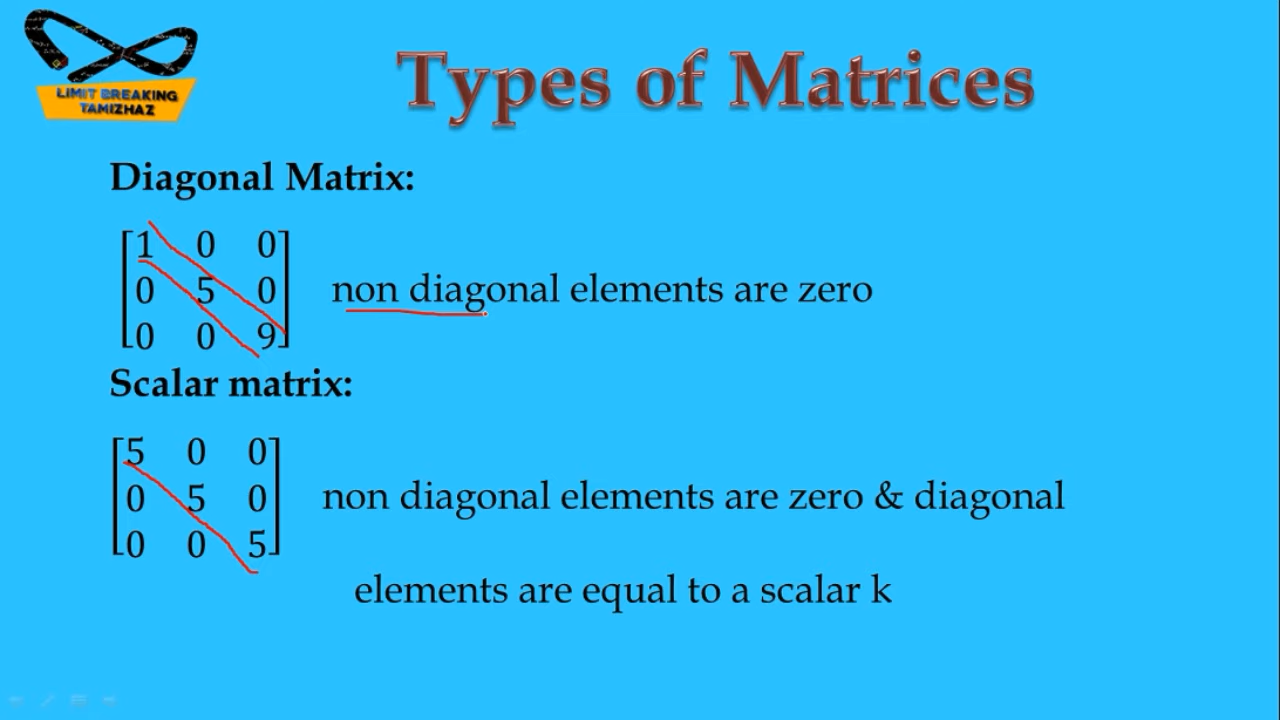 LIMIT BREAKING
TAMIZHAZ
Types of Matrices
Diagonal Matrix:
1 0 0
0 5 0
0 0 9
non diagonal elements are zero
Scalar matrix:
5 0 0
0 5 0
0 0 5
non diagonal elements are zero & diagonal
elements are equal to a scalar k